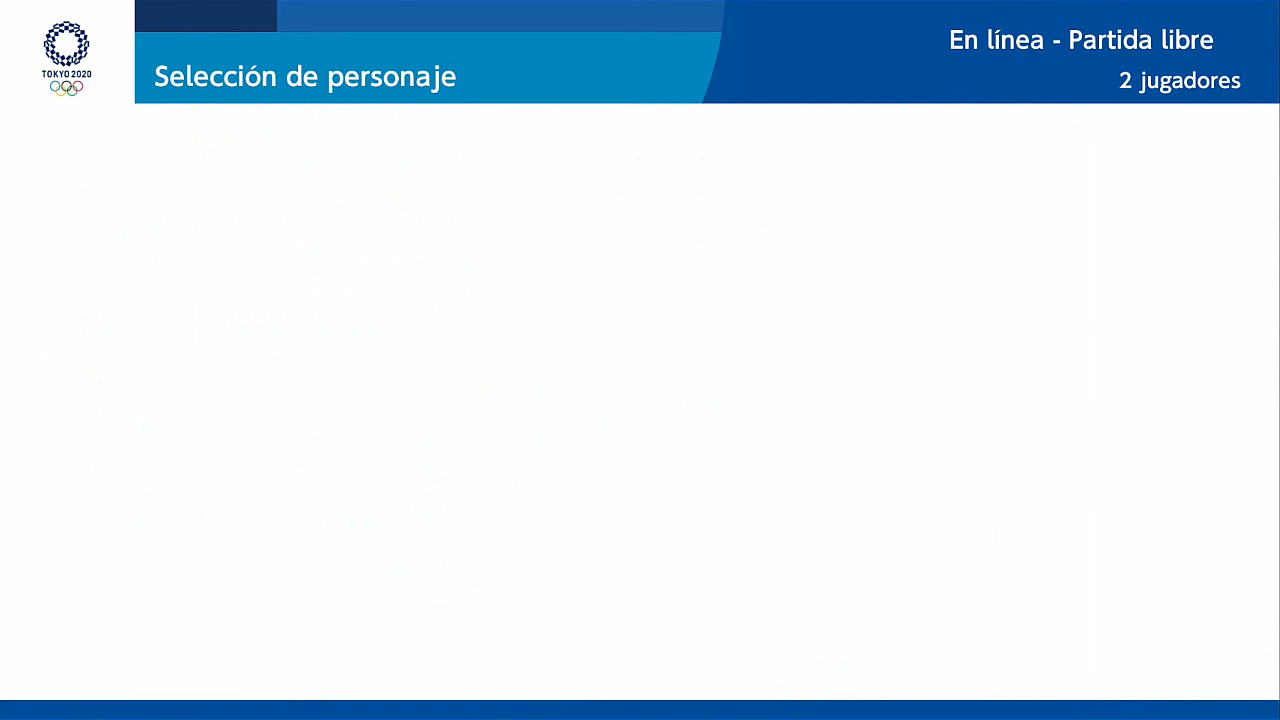 TOKYO 2020
Selección de personaje
En línea - Partida libre
2 jugadores